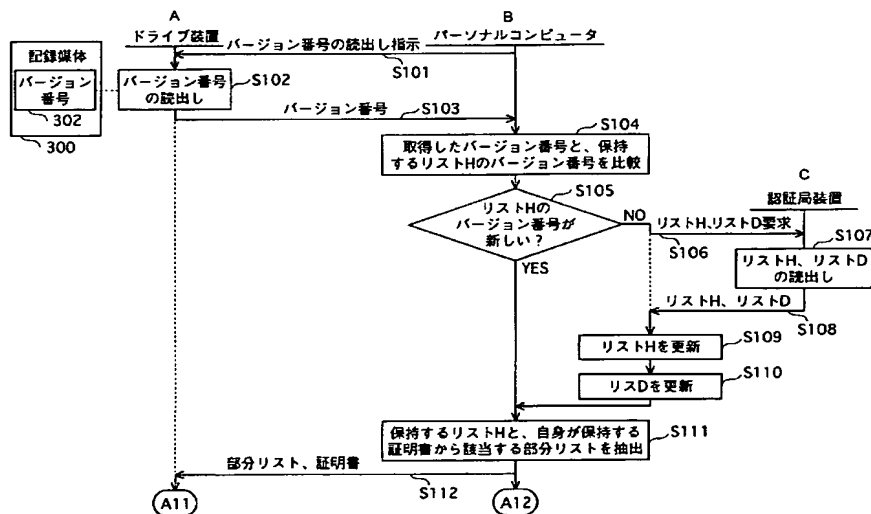 A
B
ドライブ装置
バージョン番号の読出し指示
パーソナルコンピュータ
S101
記録媒体
バージョン
番号
302
300
バージョン番号
の読出し
S102
バージョン番号
S103
S104
取得したバージョン番号と、保持
するリストHのバージョン番号を比較
S105
リストHの
バージョン番号が
新しい?
NO
YES
C
認証局装置
リストH、リストD要求
S106
S107
リストH、リストD
の読出し
リストH、リストD
S108
リストHを更新
S109
リスDを更新
S110
保持するリストHと、自身が保持する
証明書から該当する部分リストを抽出
S111
部分リスト、証明書
S112
A11
A12